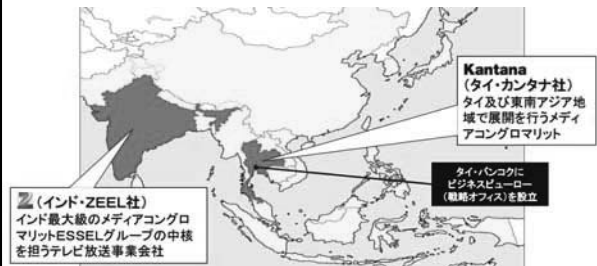 Kantana
(タイ・カンタナ社)
タイ及び東南アジア地
域で展開を行うメディ
アコングロマリット
タイ・バンコクに
ビジネスビューロー
(戦略オフィス)を設立
Z(インド・ZEEL社)
インド最大級のメディアコングロ
マリットESSELグループの中核
を担うテレビ放送事業会社